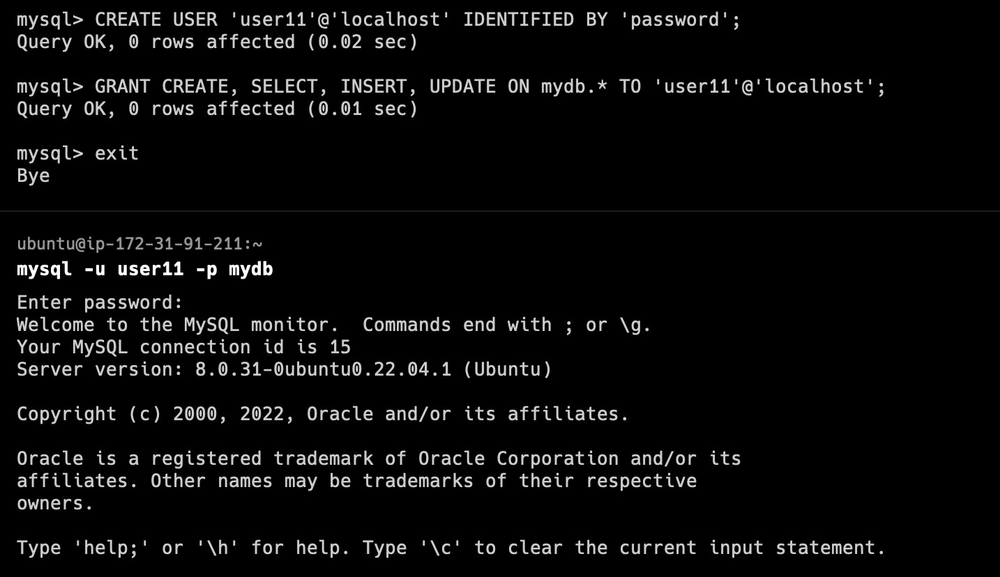 mysql> CREATE USER 'user11'@'localhost' IDENTIFIED BY 'password';
Query OK, 0 rows affected (0.02 sec)
mysql> GRANT CREATE, SELECT, INSERT, UPDATE ON mydb.* TO 'user11'@'localhost';
Query OK, 0 rows affected (0.01 sec)
mysql> exit
Bye
ubuntu@ip-172-31-91-211:~
mysql -u user11 -p mydb
Enter password:
Welcome to the MySQL monitor.  Commands end with ; or \g.
Your MySQL connection id is 15
Server version: 8.0.31-0ubuntu0.22.04.1 (Ubuntu)
Copyright (c) 2000, 2022, Oracle and/or its affiliates.
Oracle is a registered trademark of Oracle Corporation and/or its
affiliates. Other names may be trademarks of their respective
owners.
Type 'help;' or '\h' for help. Type '\c' to clear the current input statement.